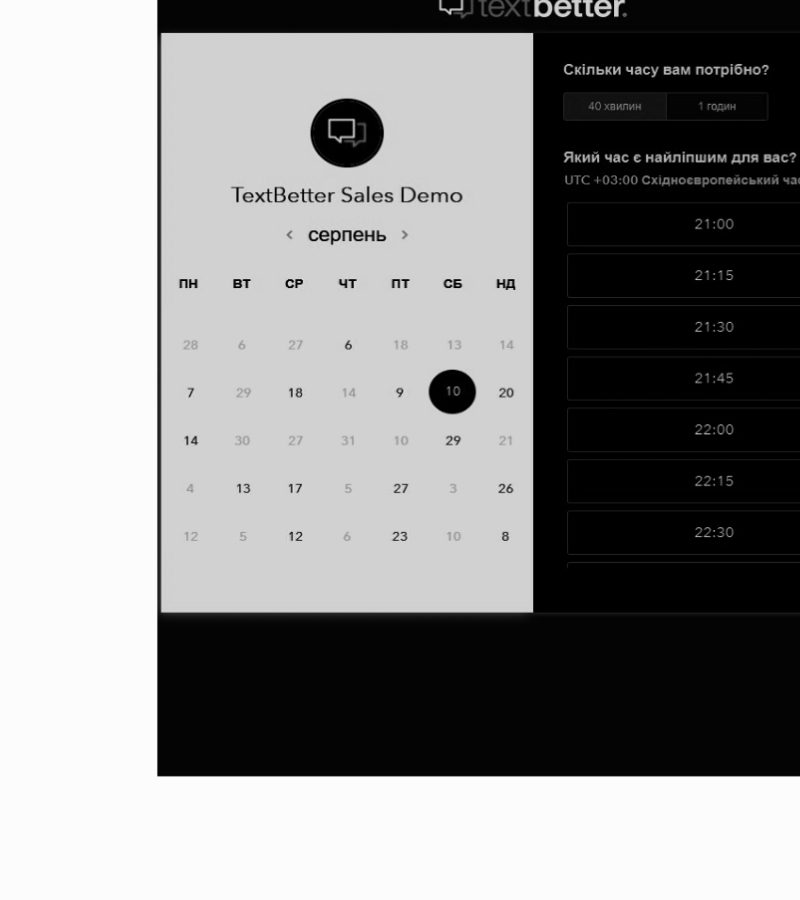 textbetter.
TextBetter Sales Demo
< серпень >
ПН ВТ СР ЧТ ПТ СБ НД
28 6 27 6 18 13 14
7 29 18 14 9 10 20
14 30 27 31 10 29 21
4 13 17 5 27 3 26
12 5 12 6 23 10 8
Скільки часу вам потрібно?
40 хвилин 1 годин
Який час є найліпшим для вас?
UTC +03:00 Східноєвропейський
21:00
21:15
21:30
21:45
22:00
22:15
22:30